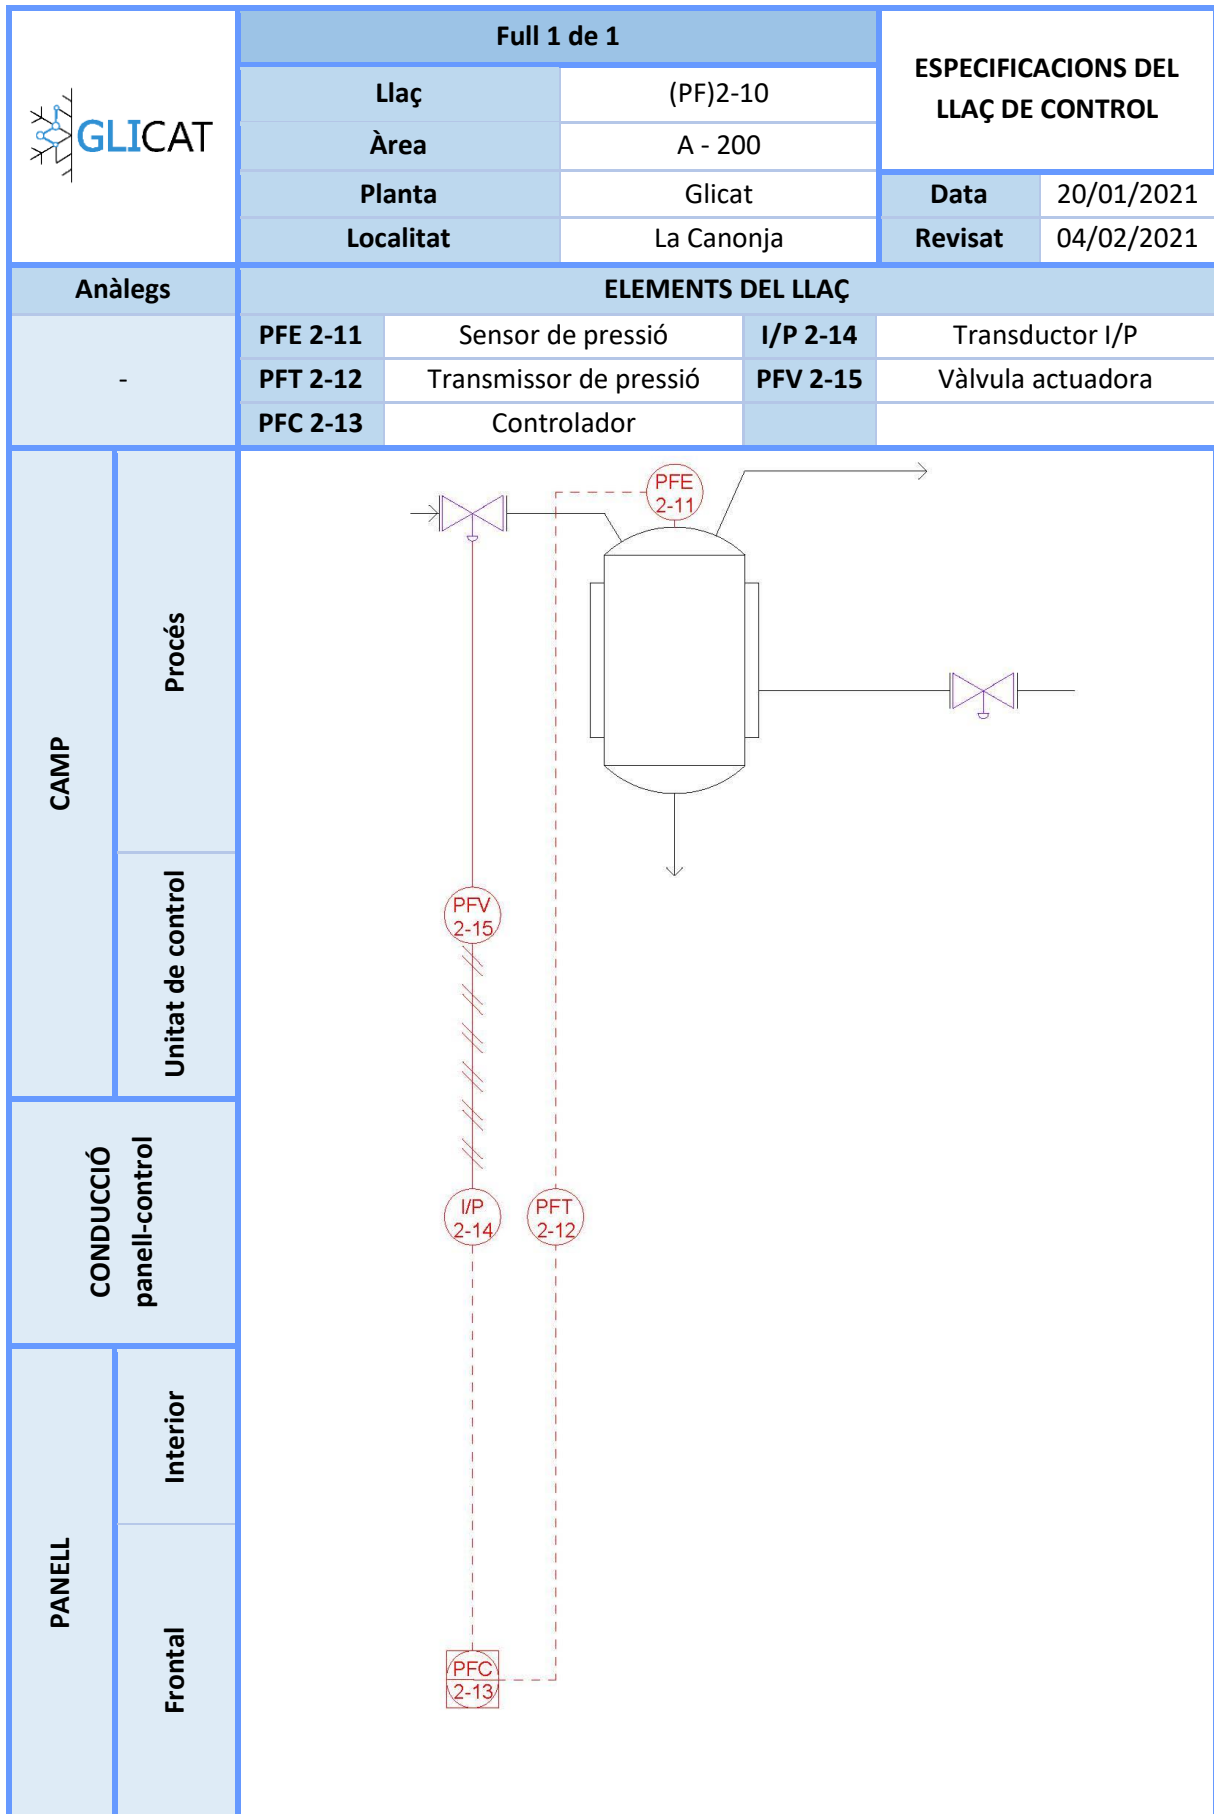 GLICAT
Full 1 de 1
ESPECIFICACIONS DEL
LLAÇ DE CONTROL
Llaç (PF)2-10
Àrea A - 200
Planta Glicat
Data 20/01/2021
Localitat La Canonja
Revisat 04/02/2021
Anàlegs
ELEMENTS DEL LLAÇ
-
PFE 2-11 Sensor de pressió I/P 2-14 Transductor I/P
PFT 2-12 Transmissor de pressió PFV 2-15 Vàlvula actuadora
PFC 2-13 Controlador
CAMP
Procés
Unitat de control
PFE
2-11
PFV
2-15
CONDUCCIÓ
panell-control
I/P
2-14
PFT
2-12
PANELL
Interior
Frontal
PFC
2-13